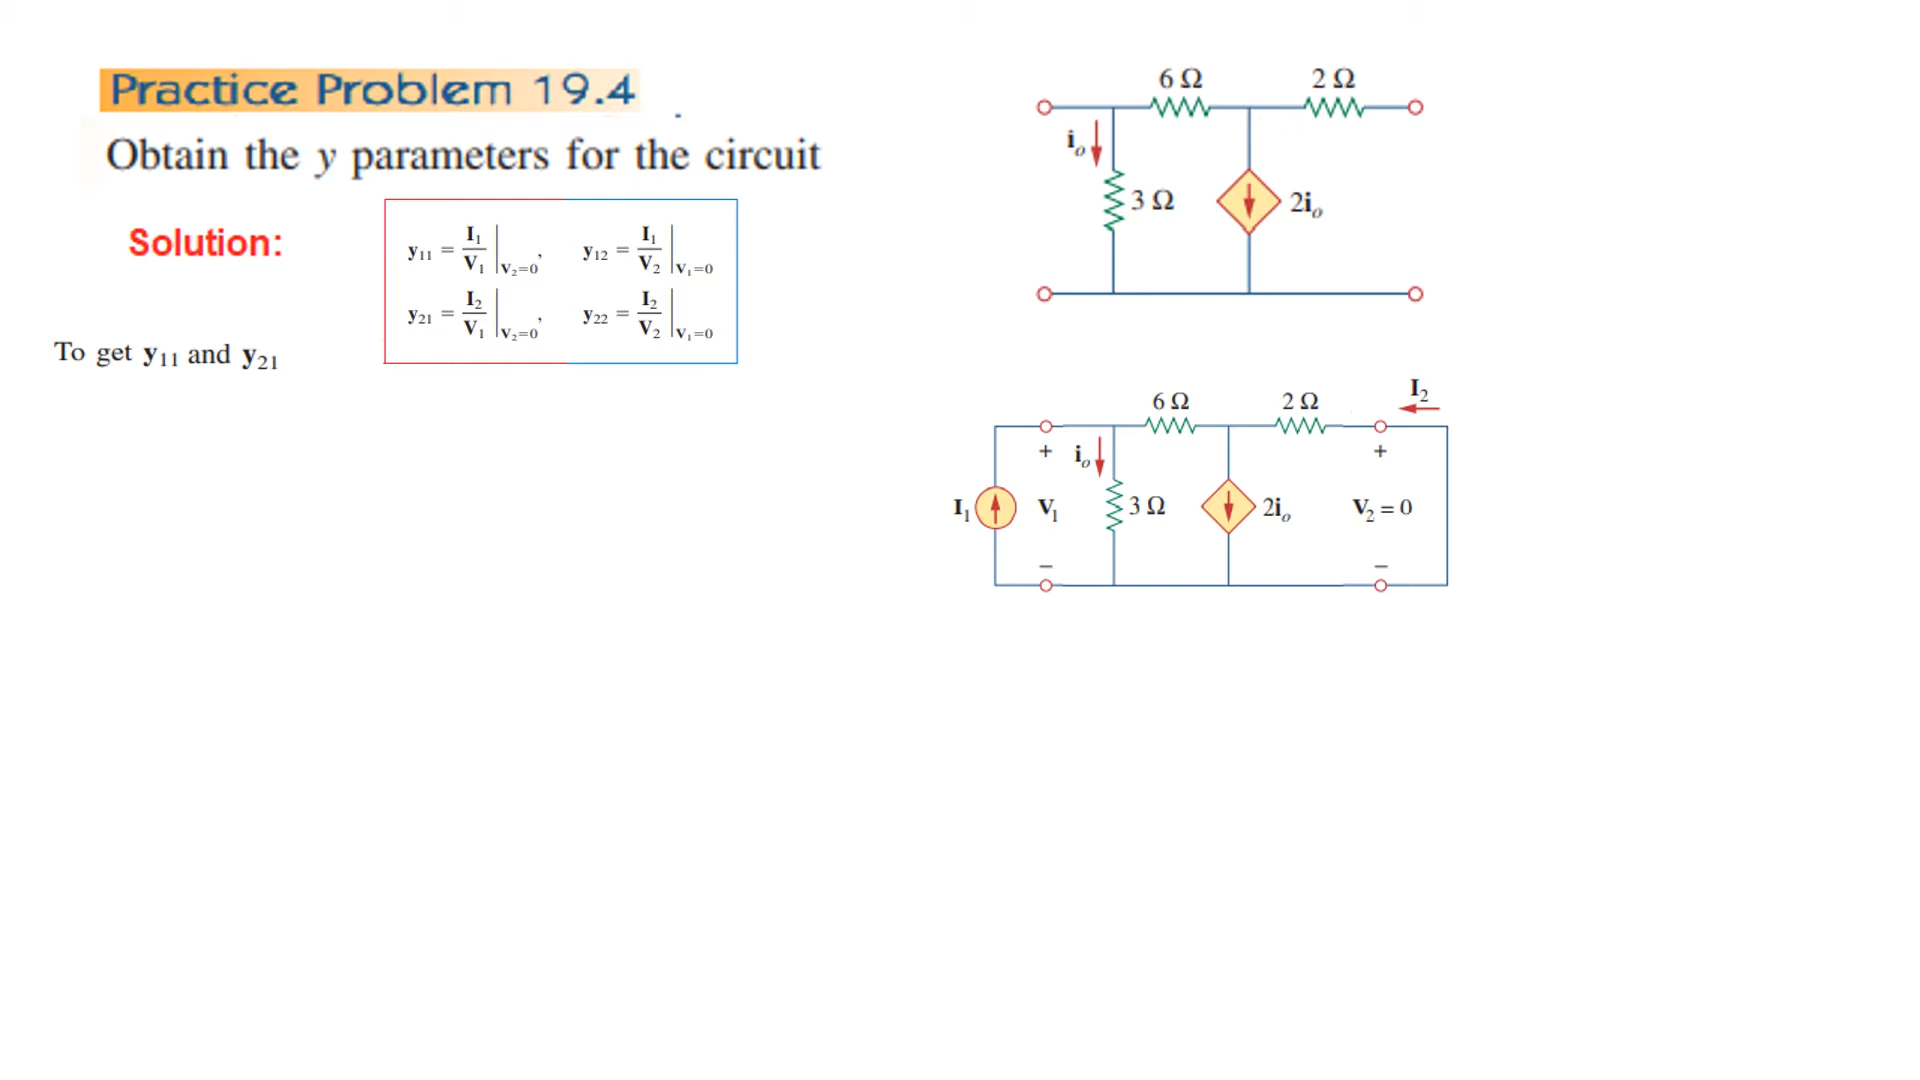 Practice Problem 19.4
Obtain the y parameters for the circuit
Solution:
y11 = I1/V1 |V2=0, y12 = I1/V2 |V1=0
y21 = I2/V1 |V2=0, y22 = I2/V2 |V1=0
To get y11 and y21
6 Ω 2 Ω
io
3 Ω 2io
I2
6 Ω 2 Ω
+ io +
I1 V1 3 Ω 2io V2 = 0
– –